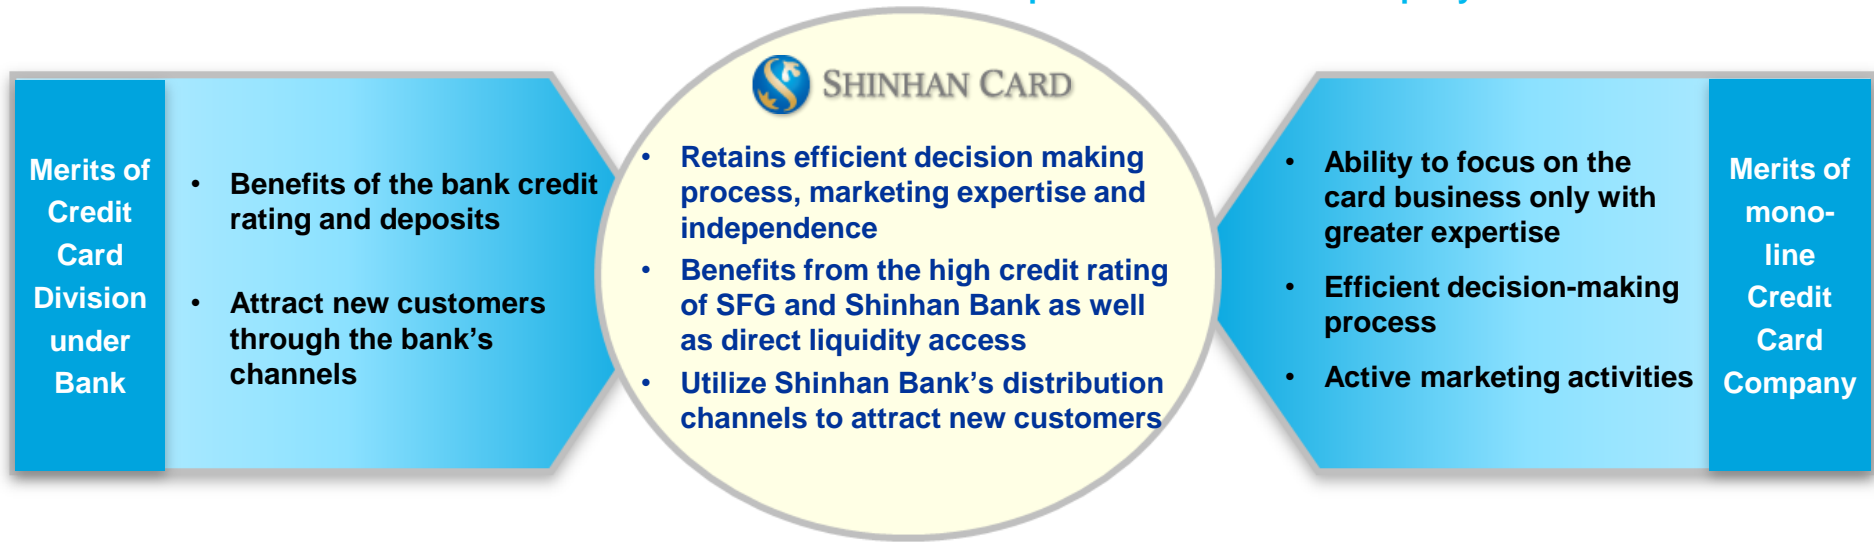 Merits of
Credit
Card
Division
under
Bank
• Benefits of the bank credit
rating and deposits
• Attract new customers
through the bank’s
channels
SHINHAN CARD
• Retains efficient decision making
process, marketing expertise and
independence
• Benefits from the high credit rating
of SFG and Shinhan Bank as well
as direct liquidity access
• Utilize Shinhan Bank’s distribution
channels to attract new customers
• Ability to focus on the
card business only with
greater expertise
• Efficient decision-making
process
• Active marketing activities
Merits of
mono-
line
Credit
Card
Company